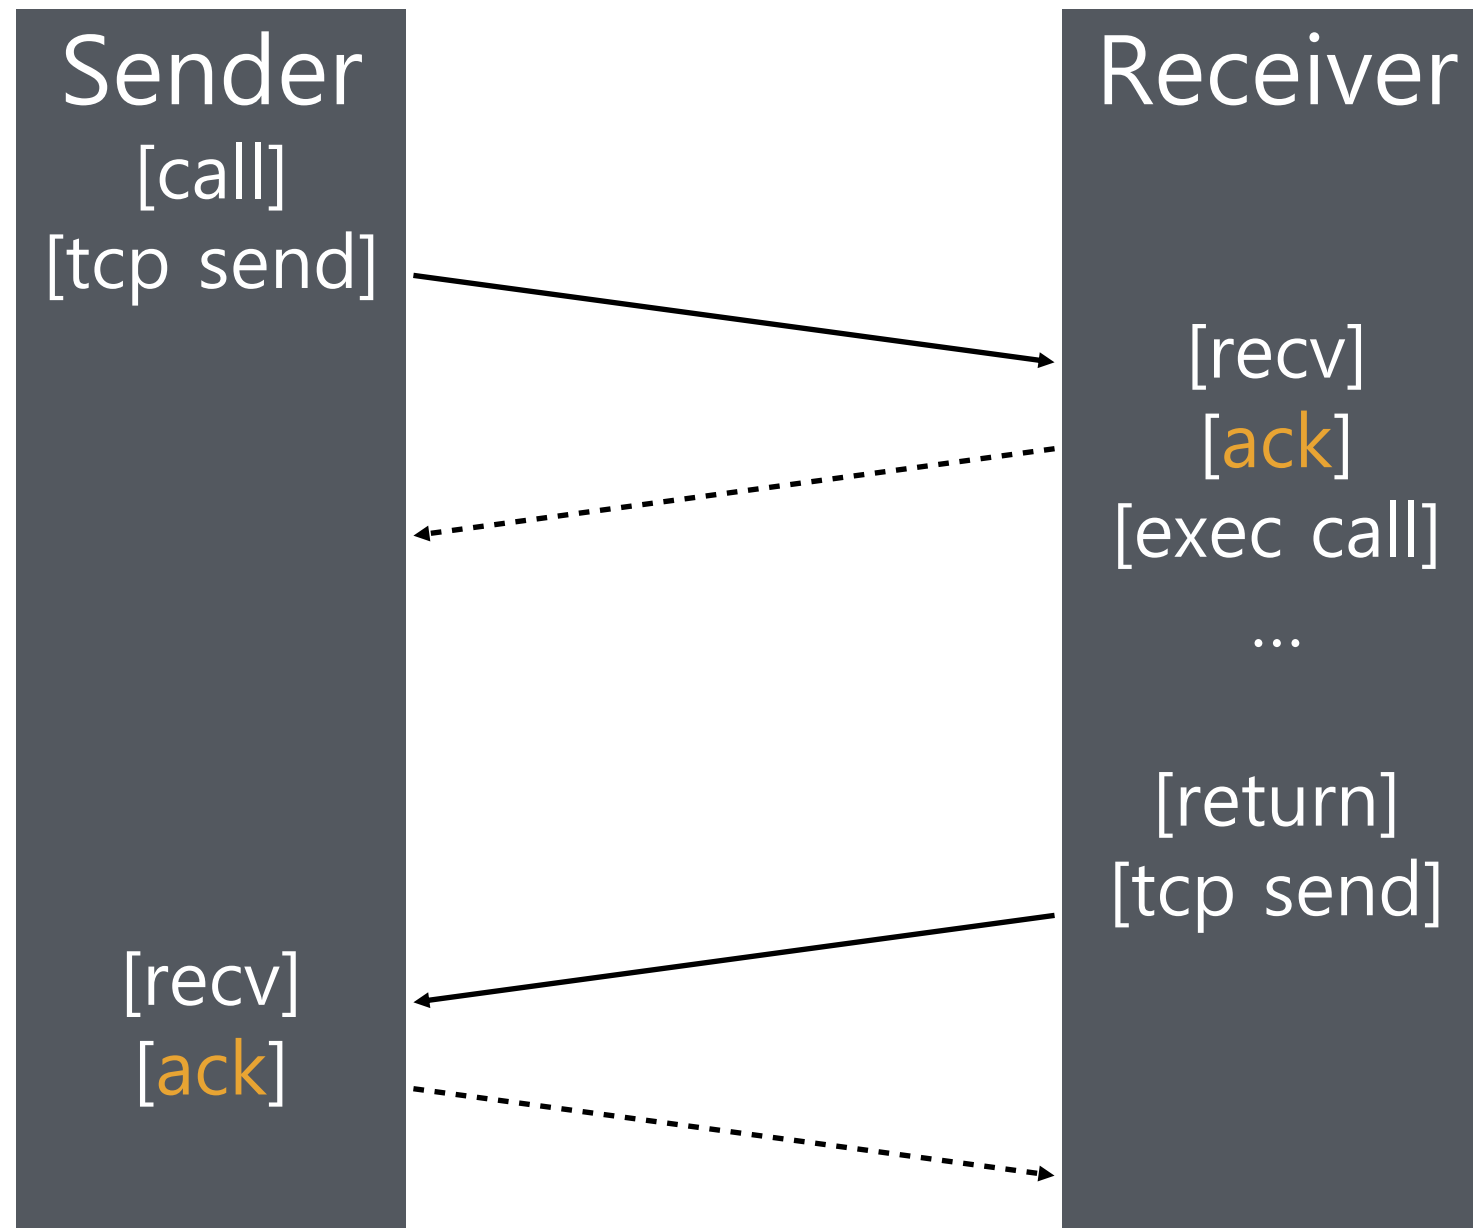 Sender
[call]
[tcp send]
[recv]
[ack]
Receiver
[recv]
[ack]
[exec call]
...
[return]
[tcp send]